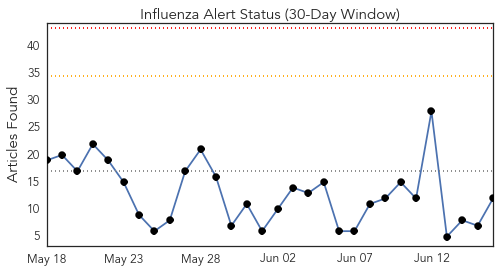 Influenza Alert Status (30-Day Window)
Articles Found
40
35
30
25
20
15
10
5
May 18
May 23
May 28
Jun 02
Jun 07
Jun 12